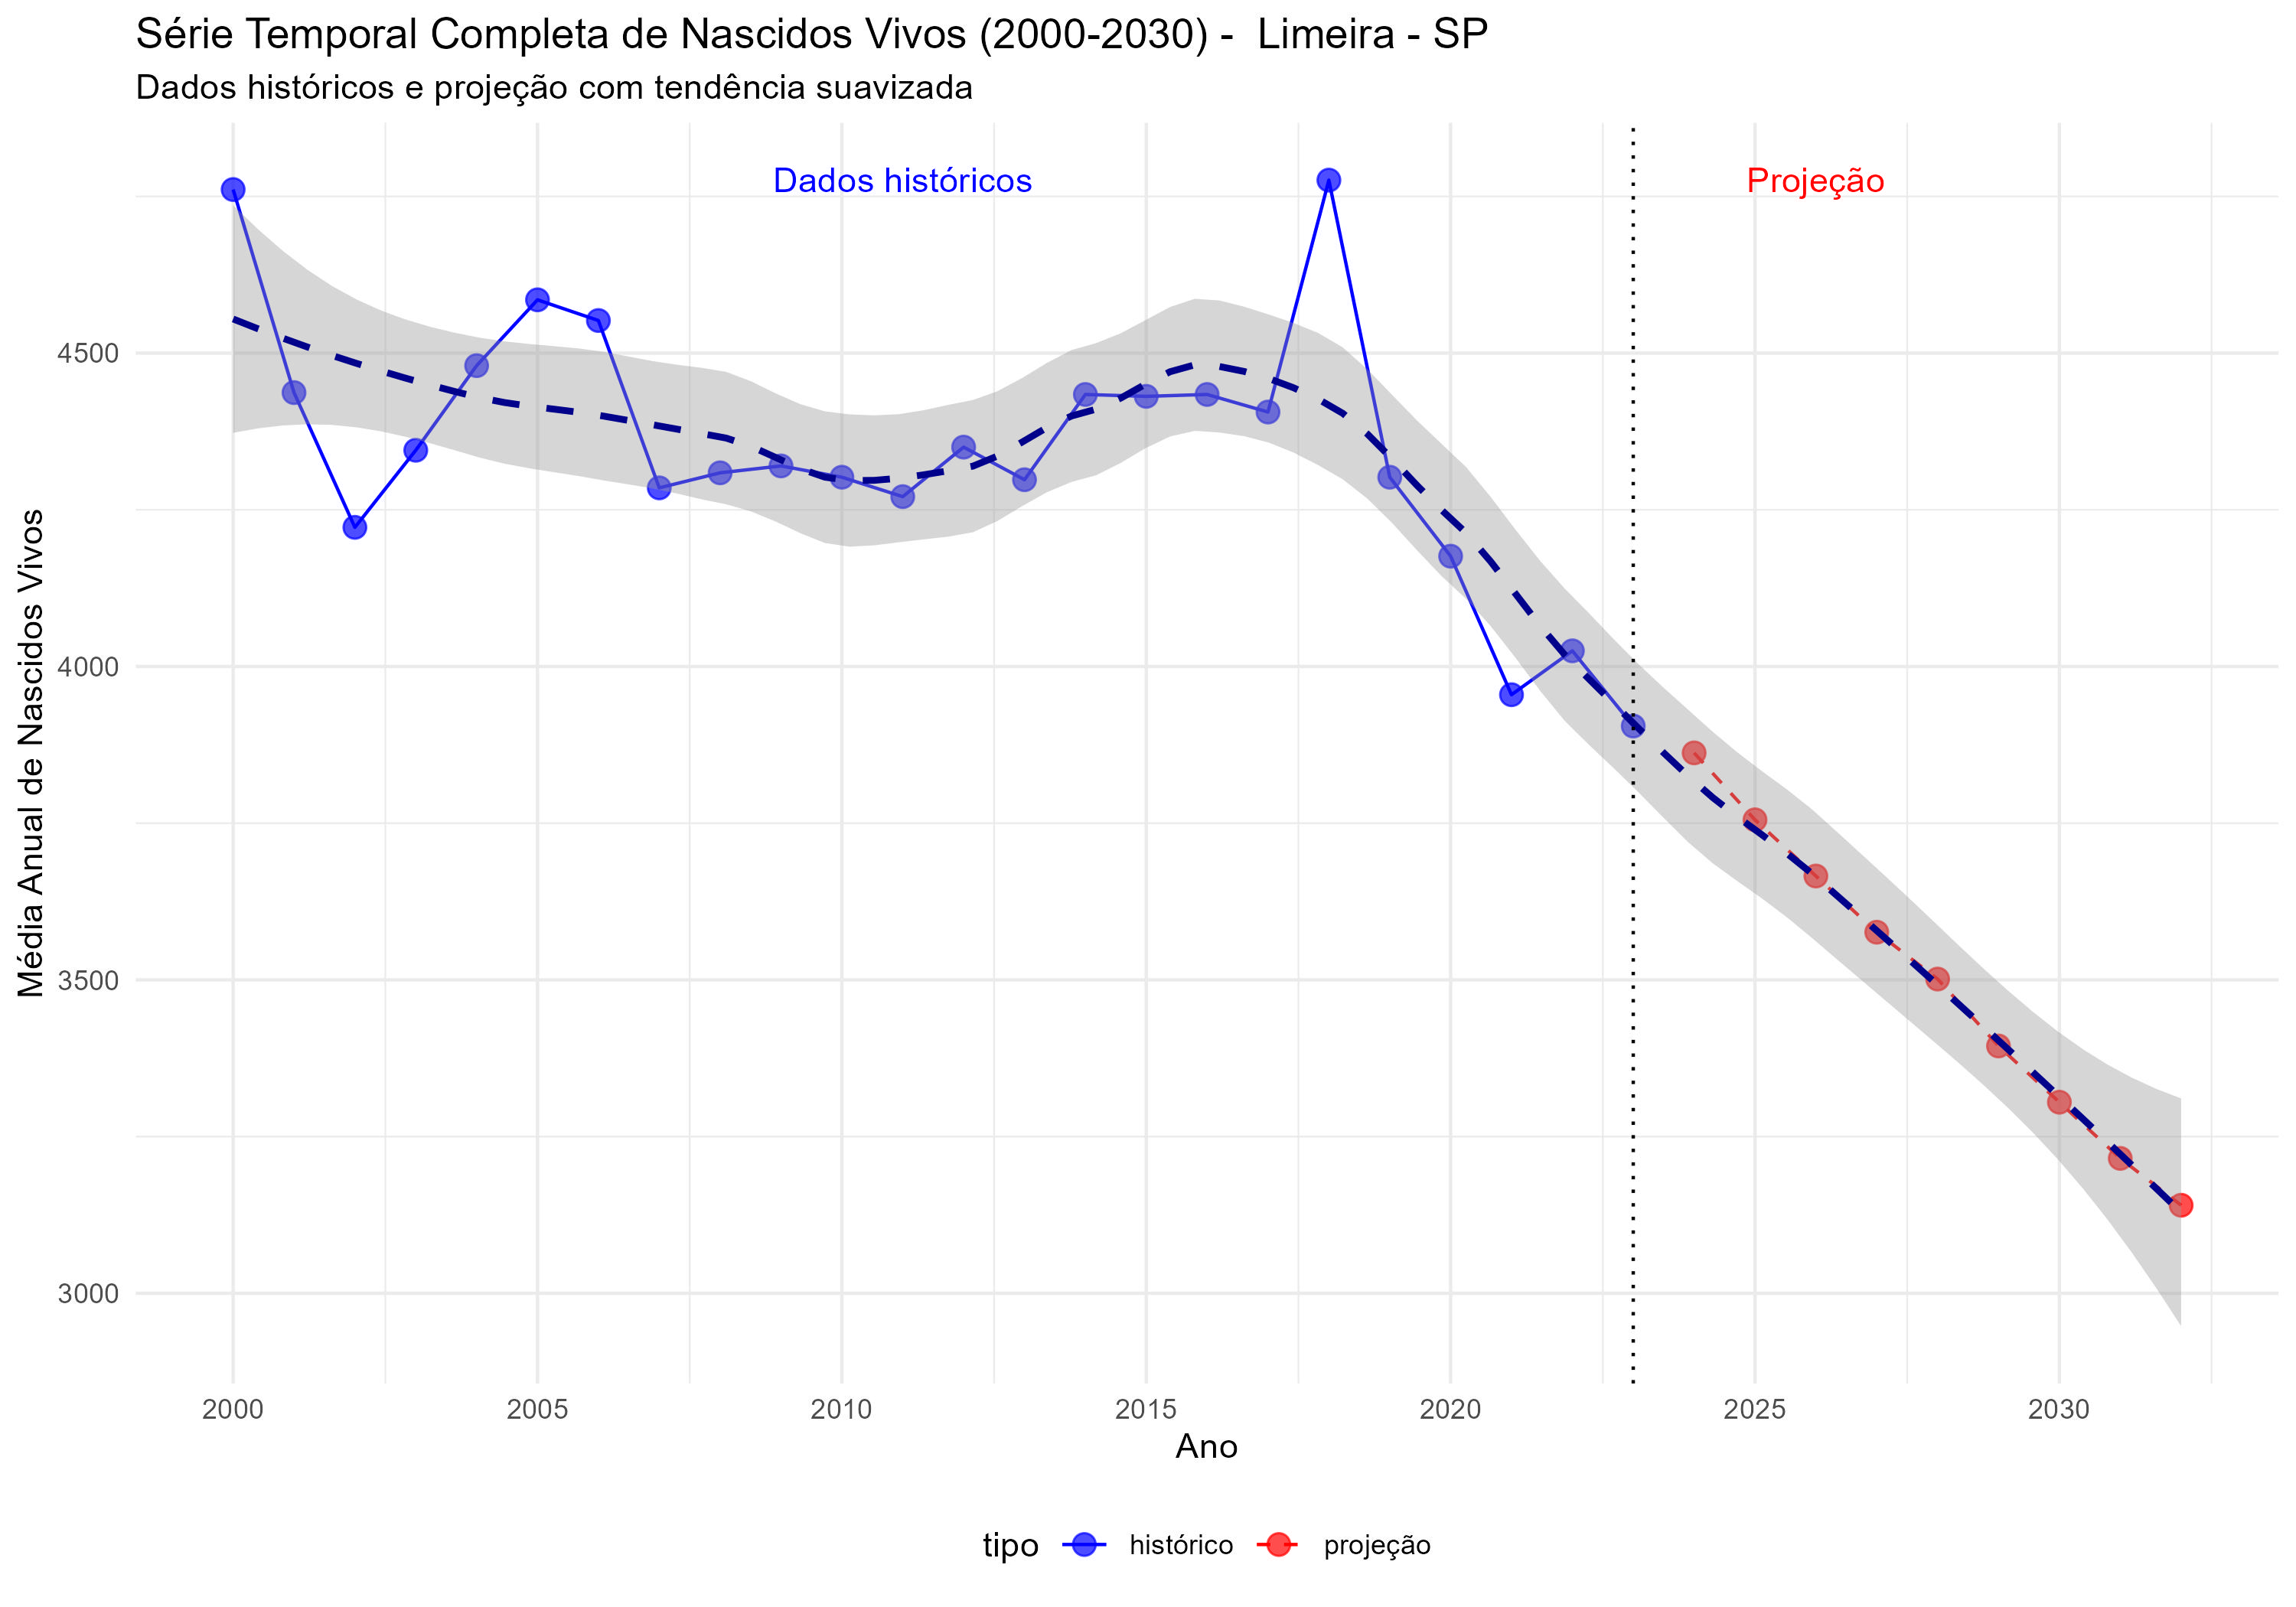 Série Temporal Completa de Nascidos Vivos (2000-2030) -  Limeira - SP
Dados históricos e projeção com tendência suavizada
Dados históricos
Projeção
Média Anual de Nascidos Vivos
4500
4000
3500
3000
2000
2005
2010
2015
2020
2025
2030
Ano
tipo
histórico
projeção